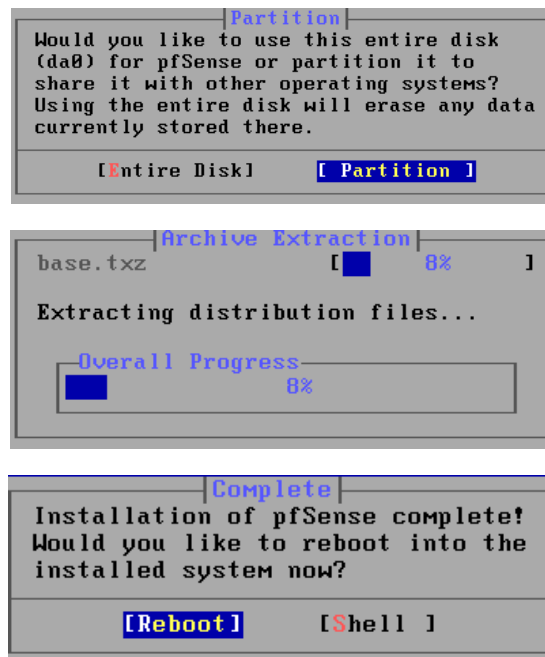 Partition
Would you like to use this entire disk
(da0) for pfSense or partition it to
share it with other operating systems?
Using the entire disk will erase any data
currently stored there.
[Entire Disk] [ Partition ]
Archive Extraction
base.txz [ 8% ]
Extracting distribution files...
Overall Progress
8%
Complete
Installation of pfSense complete!
Would you like to reboot into the
installed system now?
[Reboot] [Shell ]